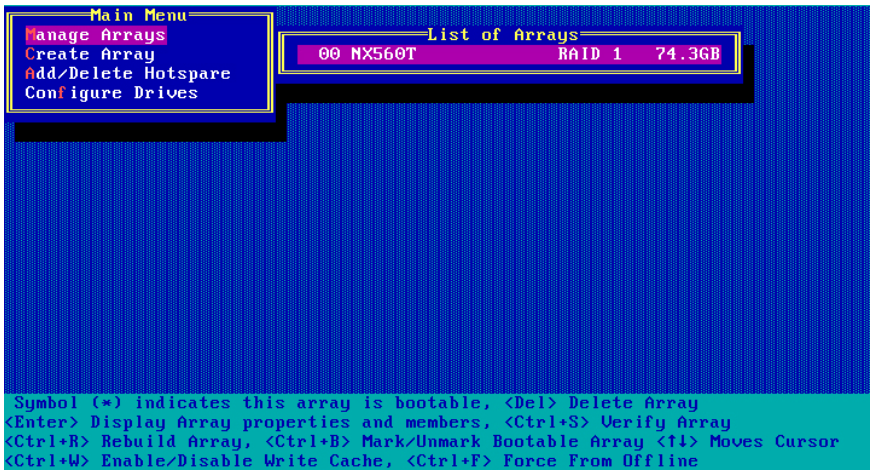 Main Menu
Manage Arrays
Create Array
Add/Delete Hotspare
Configure Drives
List of Arrays
00 NX560T RAID 1 74.3GB
Symbol (*) indicates this array is bootable, <Del> Delete Array
<Enter> Display Array properties and members, <Ctrl+S> Verify Array
<Ctrl+R> Rebuild Array, <Ctrl+B> Mark/Unmark Bootable Array <↑↓> Moves Cursor
<Ctrl+W> Enable/Disable Write Cache, <Ctrl+F> Force From Offline